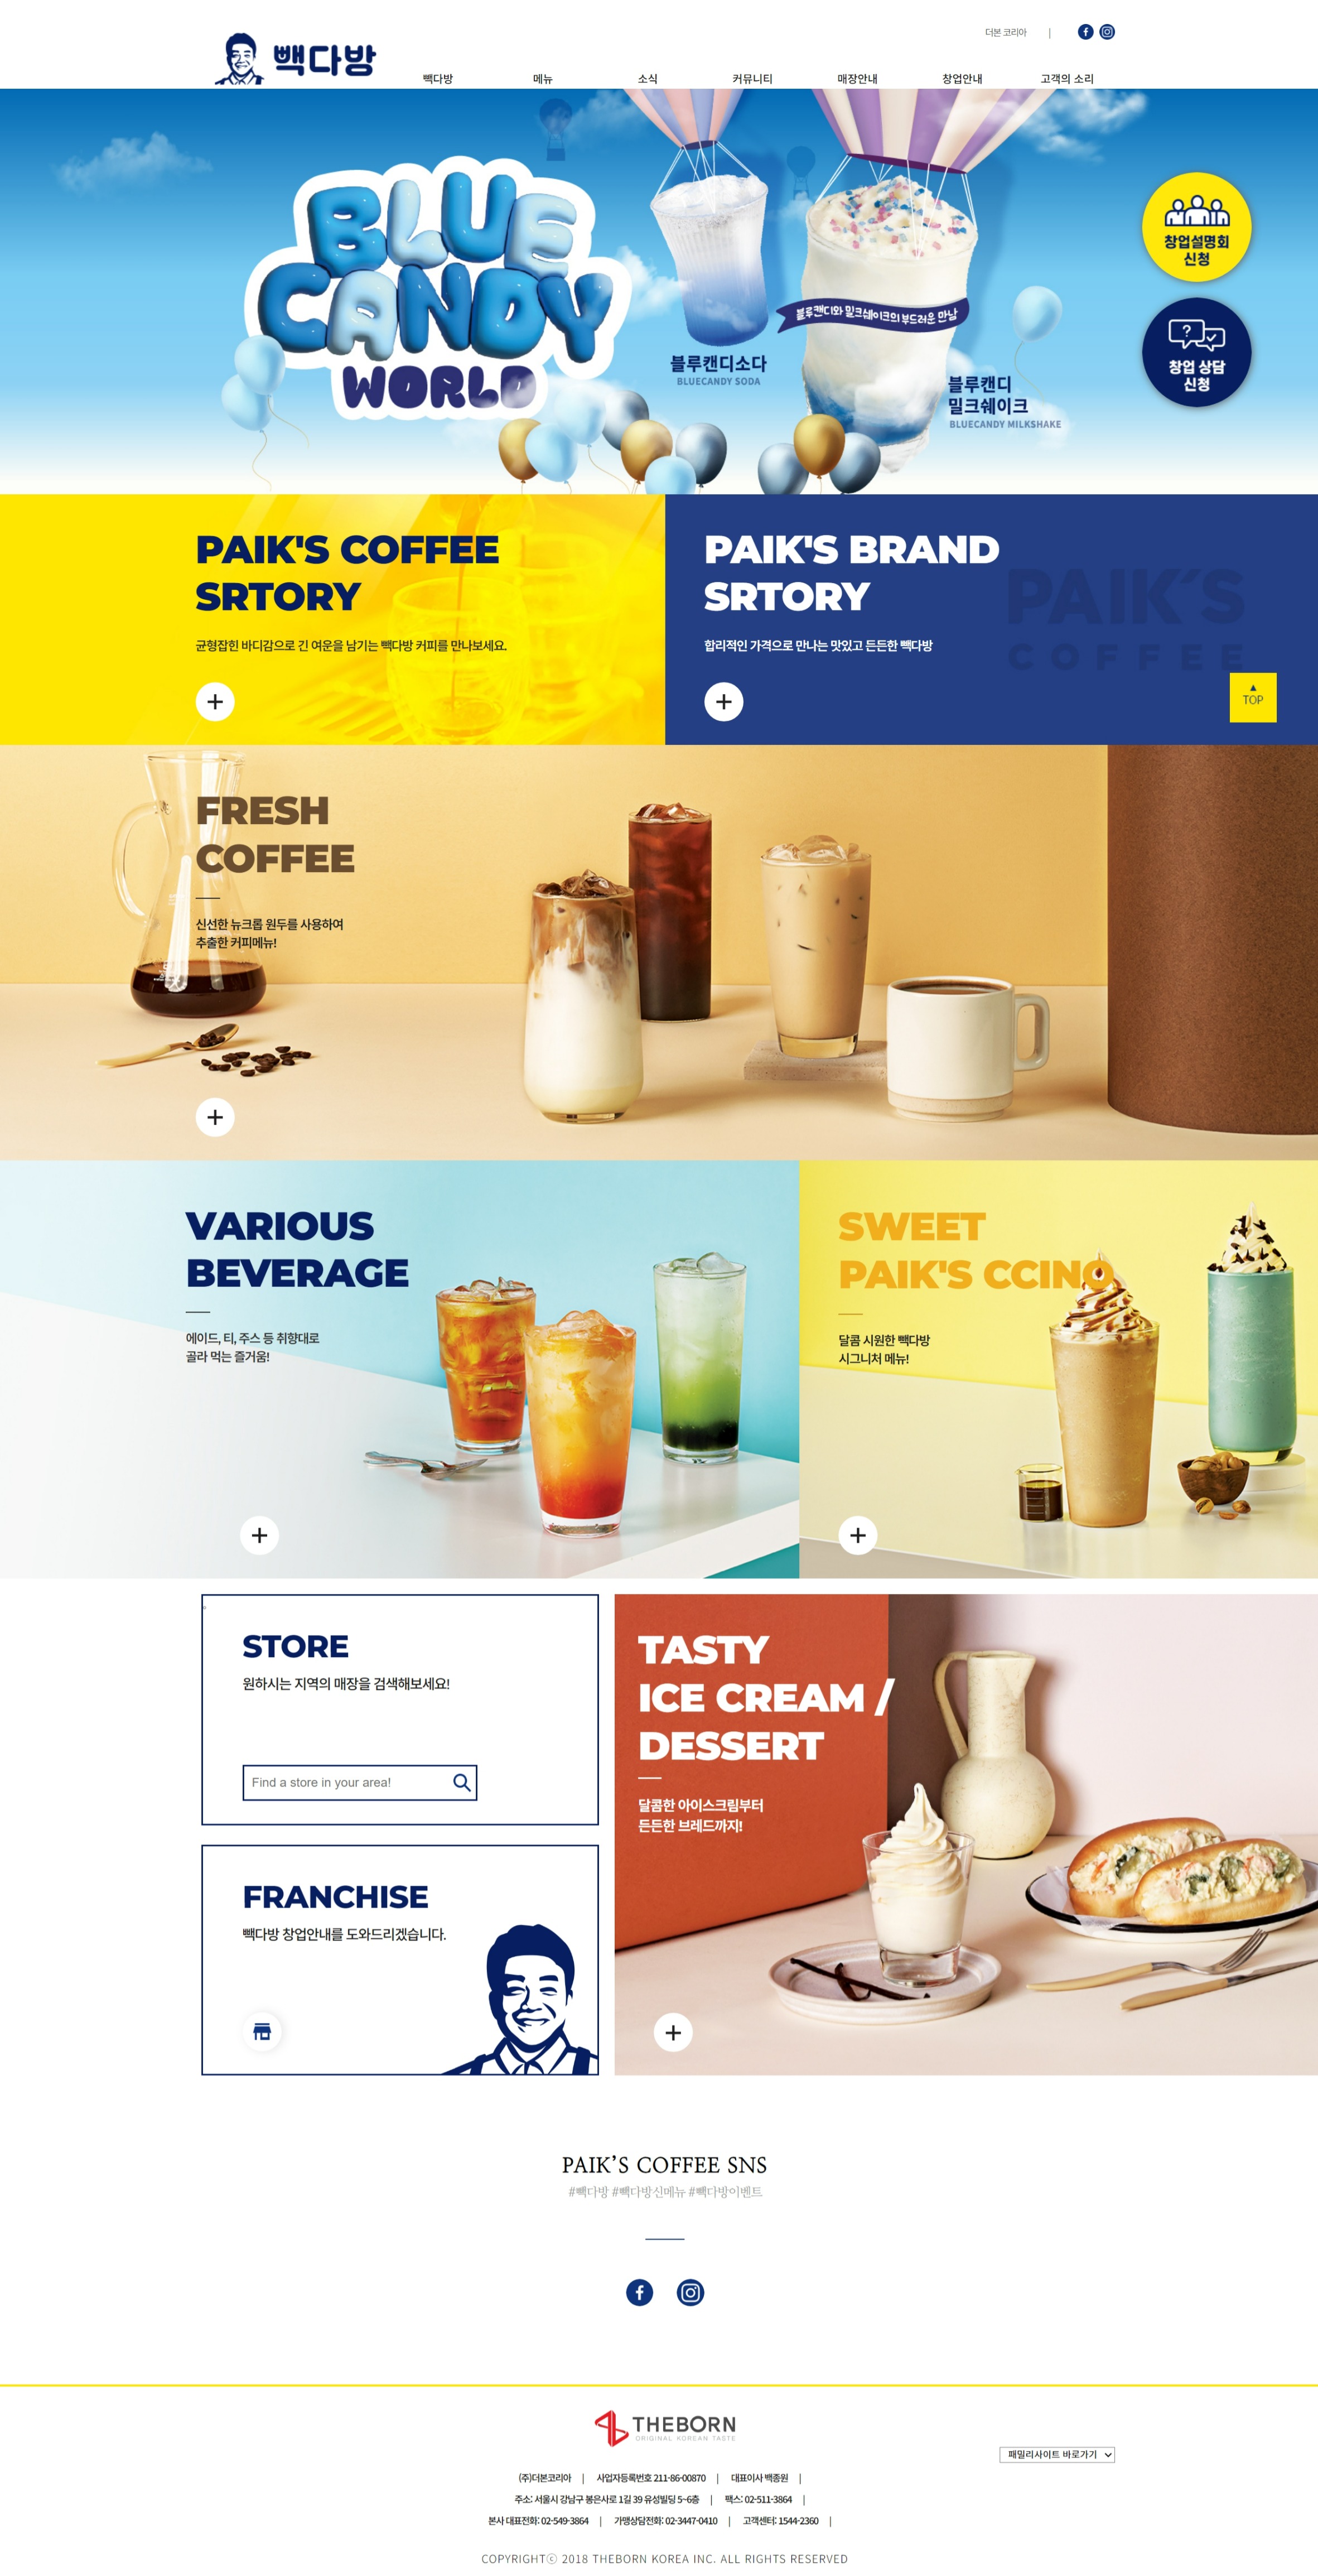 더본 코리아 |
빽다방
빽다방 메뉴 소식 커뮤니티 매장안내 창업안내 고객의 소리
BLUE
CANDY
WORLD
블루캔디와 밀크쉐이크의 부드러운 만남
블루캔디소다
BLUECANDY SODA
블루캔디
밀크쉐이크
BLUECANDY MILKSHAKE
창업설명회
신청
창업 상담
신청
PAIK'S COFFEE
SRTORY
균형잡힌 바디감으로 긴 여운을 남기는 빽다방 커피를 만나보세요.
PAIK'S BRAND
SRTORY
합리적인 가격으로 만나는 맛있고 든든한 빽다방
PAIK'S
COFFEE
▲
TOP
FRESH
COFFEE
신선한 뉴크롭 원두를 사용하여
추출한 커피메뉴!
VARIOUS
BEVERAGE
에이드, 티, 주스 등 취향대로
골라 먹는 즐거움!
SWEET
PAIK'S CCINO
달콤 시원한 빽다방
시그니처 메뉴!
STORE
원하시는 지역의 매장을 검색해보세요!
Find a store in your area!
FRANCHISE
빽다방 창업안내를 도와드리겠습니다.
TASTY
ICE CREAM /
DESSERT
달콤한 아이스크림부터
든든한 브레드까지!
PAIK'S COFFEE SNS
#빽다방 #빽다방신메뉴 #빽다방이벤트
THEBORN
ORIGINAL KOREAN TASTE
패밀리사이트 바로가기
(주)더본코리아 | 사업자등록번호 211-86-00870 | 대표이사 백종원 |
주소: 서울시 강남구 봉은사로 1길 39 유성빌딩 5~6층 | 팩스: 02-511-3864 |
본사 대표전화: 02-549-3864 | 가맹상담전화: 02-3447-0410 | 고객센터: 1544-2360 |
COPYRIGHTⓒ 2018 THEBORN KOREA INC. ALL RIGHTS RESERVED